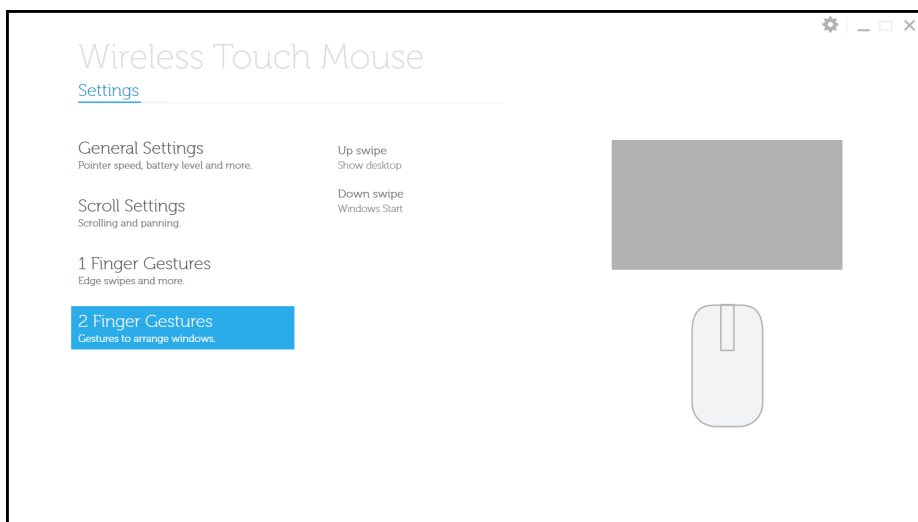 Wireless Touch Mouse
Settings
General Settings
Pointer speed, battery level and more.
Scroll Settings
Scrolling and panning.
1 Finger Gestures
Edge swipes and more.
2 Finger Gestures
Gestures to arrange windows.
Up swipe
Show desktop
Down swipe
Windows Start